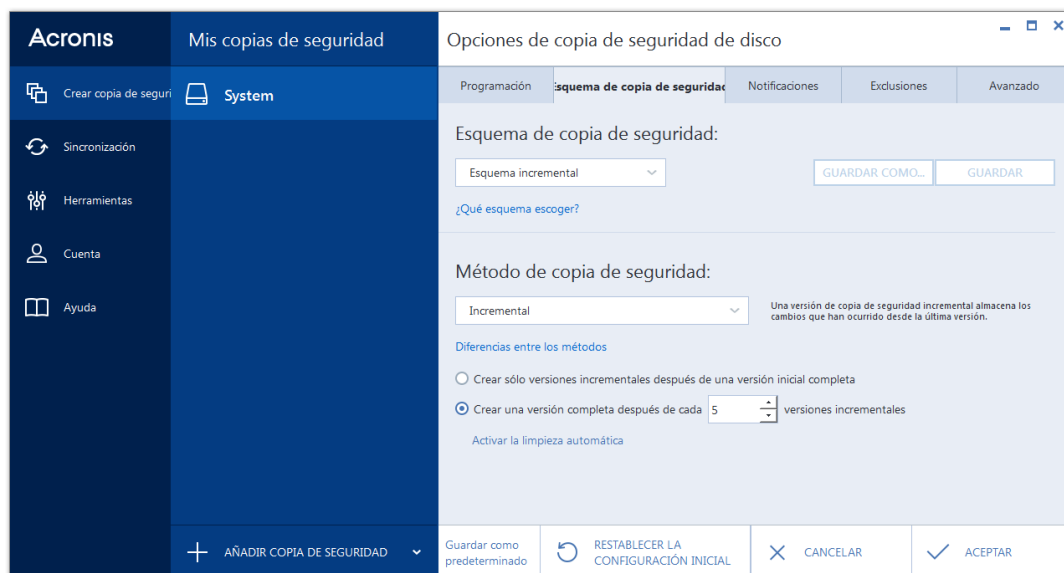 Acronis
Mis copias de seguridad
Opciones de copia de seguridad de disco
Crear copia de seguri
System
Sincronización
Herramientas
Cuenta
Ayuda
Programación
squema de copia de seguridad
Notificaciones
Exclusiones
Avanzado
Esquema de copia de seguridad:
Esquema incremental
GUARDAR COMO...
GUARDAR
¿Qué esquema escoger?
Método de copia de seguridad:
Incremental
Una versión de copia de seguridad incremental almacena los
cambios que han ocurrido desde la última versión.
Diferencias entre los métodos
Crear sólo versiones incrementales después de una versión inicial completa
Crear una versión completa después de cada 5 versiones incrementales
Activar la limpieza automática
AÑADIR COPIA DE SEGURIDAD
Guardar como
predeterminado
RESTABLECER LA
CONFIGURACIÓN INICIAL
CANCELAR
ACEPTAR